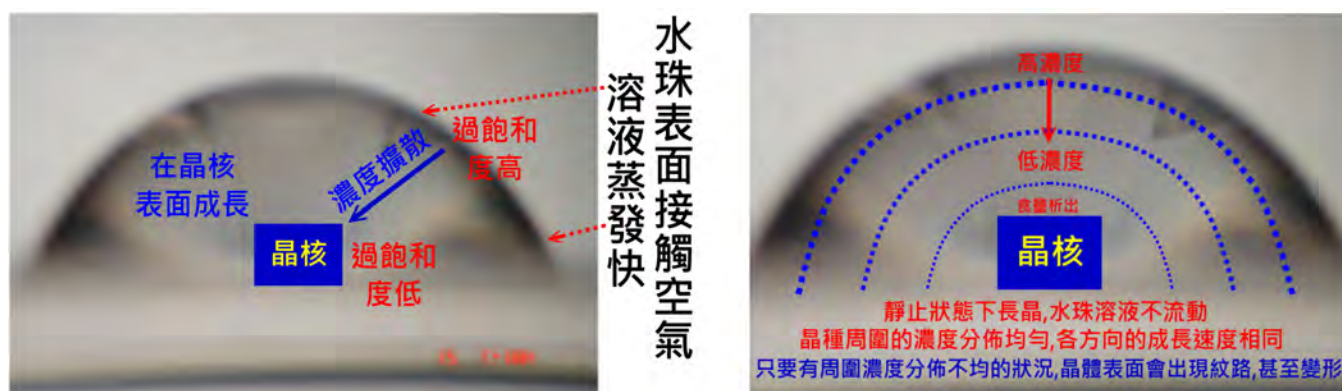 在晶核
表面成長
濃度擴散
過飽和
度高
晶核
過飽和
度低
水珠表面接觸空氣
溶液蒸發快
高濃度
低濃度
晶核
靜止狀態下長晶,水珠溶液不流動
晶種周圍的濃度分佈均勻,各方向的成長速度相同
只要有周圍濃度分佈不均的狀況,晶體表面會出現紋路,甚至變形